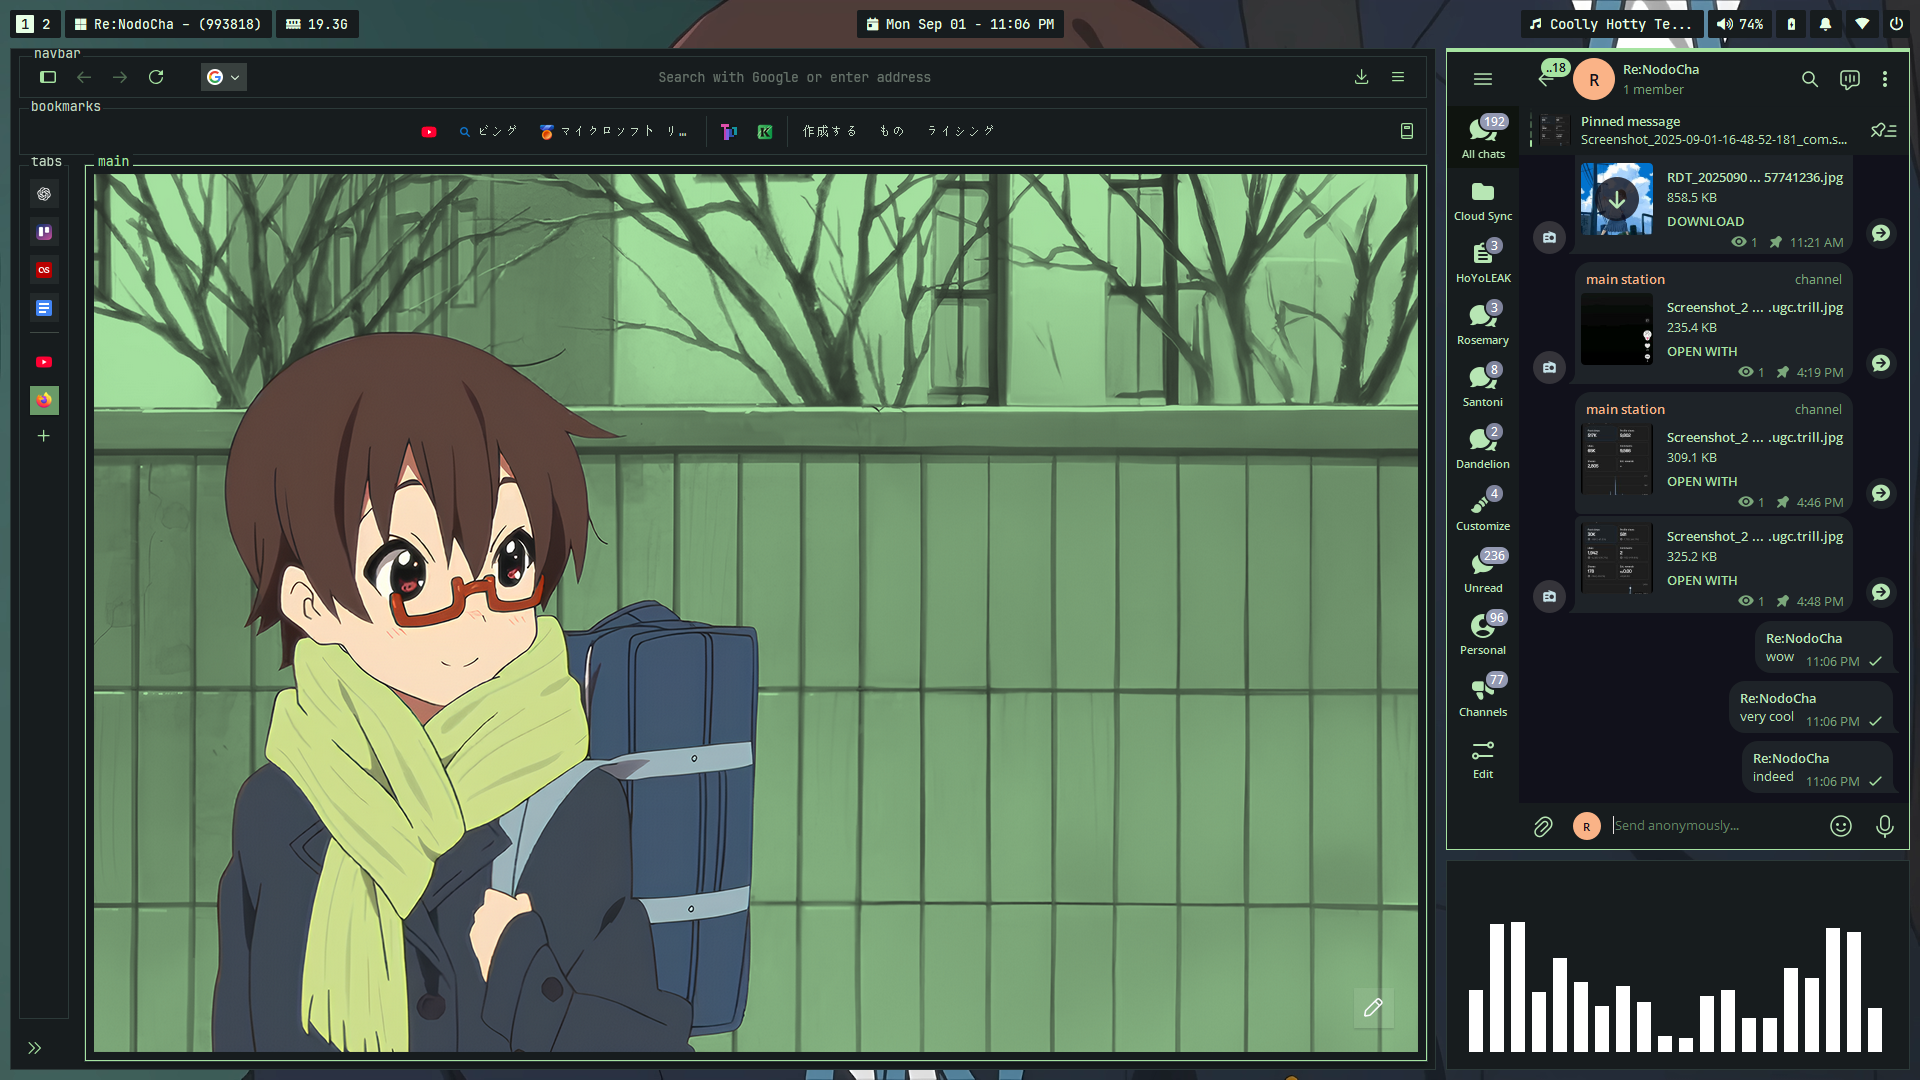 1 2
Re:NodoCha - (993818)
19.3G
Mon Sep 01 - 11:06 PM
Coolly Hotty Te...
74%
navbar
Search with Google or enter address
bookmarks
ビング
マイクロソフト リ…
作成する
もの
ライシング
tabs
main
..18
R
Re:NodoCha
1 member
192
All chats
Cloud Sync
3
HoYoLEAK
3
Rosemary
8
Santoni
2
Dandelion
4
Customize
236
Unread
96
Personal
77
Channels
Edit
Pinned message
Screenshot_2025-09-01-16-48-52-181_com.s...
RDT_2025090 ... 57741236.jpg
858.5 KB
DOWNLOAD
1 11:21 AM
main station channel
Screenshot_2 ... .ugc.trill.jpg
235.4 KB
OPEN WITH
1 4:19 PM
main station channel
Screenshot_2 ... .ugc.trill.jpg
309.1 KB
OPEN WITH
1 4:46 PM
Screenshot_2 ... .ugc.trill.jpg
325.2 KB
OPEN WITH
1 4:48 PM
Re:NodoCha
wow 11:06 PM
Re:NodoCha
very cool 11:06 PM
Re:NodoCha
indeed 11:06 PM
R
Send anonymously...